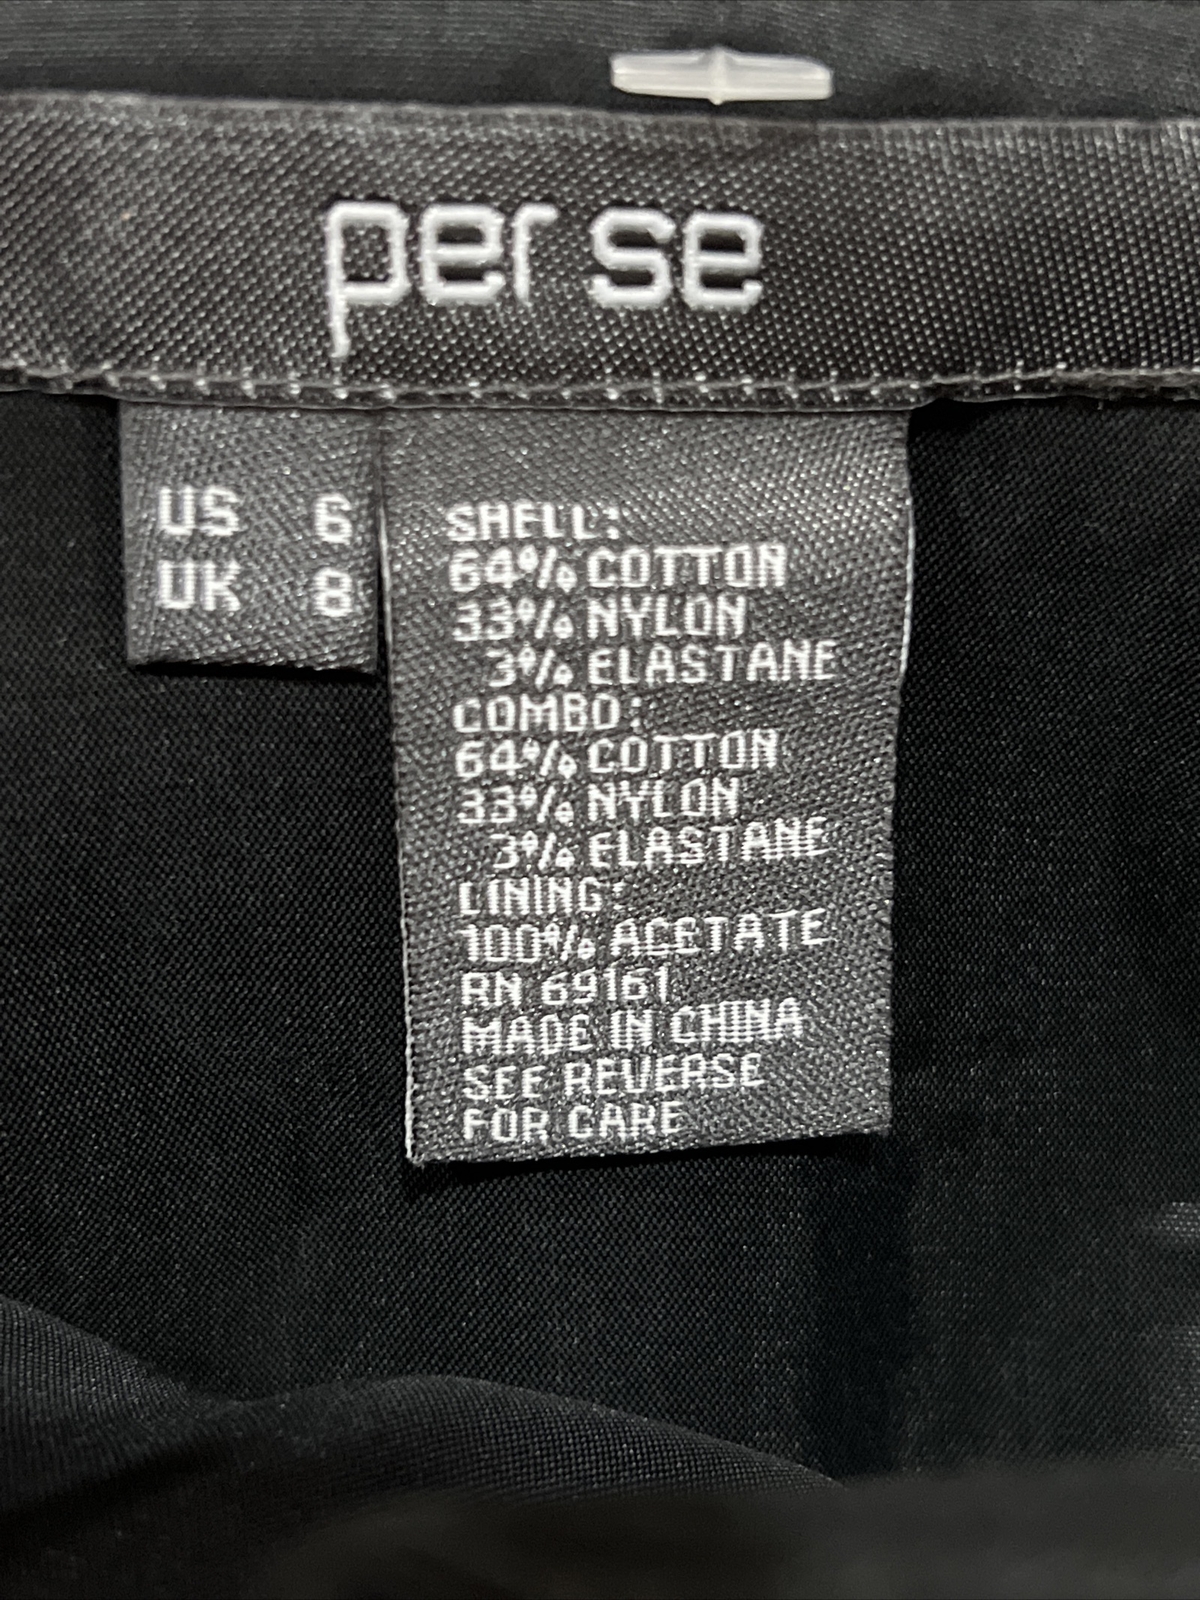 per se
US 6
UK 8
SHELL:
64% COTTON
33% NYLON
3% ELASTANE
COMBO:
64% COTTON
33% NYLON
3% ELASTANE
LINING:
100% ACETATE
RN 69161
MADE IN CHINA
SEE REVERSE
FOR CARE